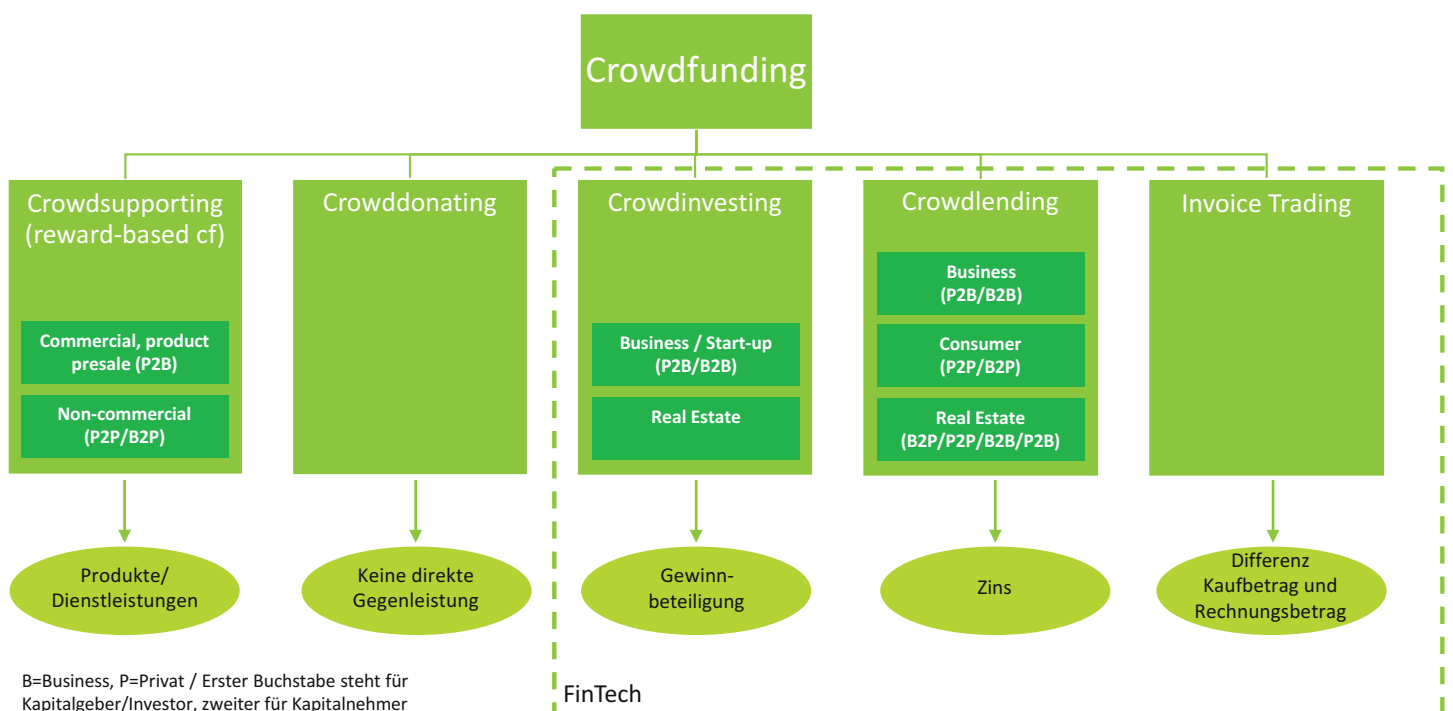 Crowdfunding
Crowdsupporting
(reward-based cf)
Commercial, product
presale (P2B)
Non-commercial
(P2P/B2P)
Crowddonating
Crowdinvesting
Business / Start-up
(P2B/B2B)
Real Estate
Crowdlending
Business
(P2B/B2B)
Consumer
(P2P/B2P)
Real Estate
(B2P/P2P/B2B/P2B)
Invoice Trading
Produkte/
Dienstleistungen
Keine direkte
Gegenleistung
Gewinn-
beteiligung
Zins
Differenz
Kaufbetrag und
Rechnungsbetrag
B=Business, P=Privat / Erster Buchstabe steht für
Kapitalgeber/Investor, zweiter für Kapitalnehmer
FinTech